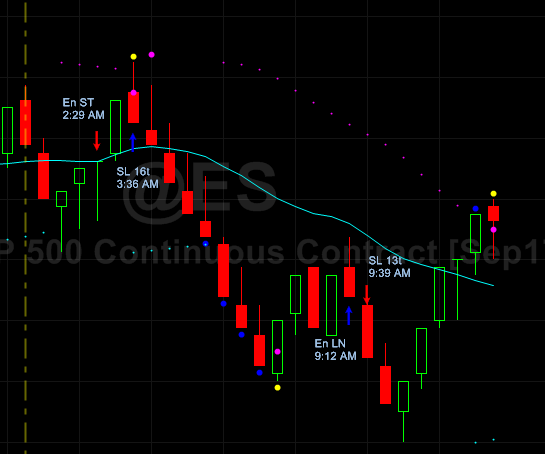 En ST
2:29 AM
SL 16t
3:36 AM
@ES
P 500 Continuous Contract [Sep17
SL 13t
9:39 AM
En LN
9:12 AM